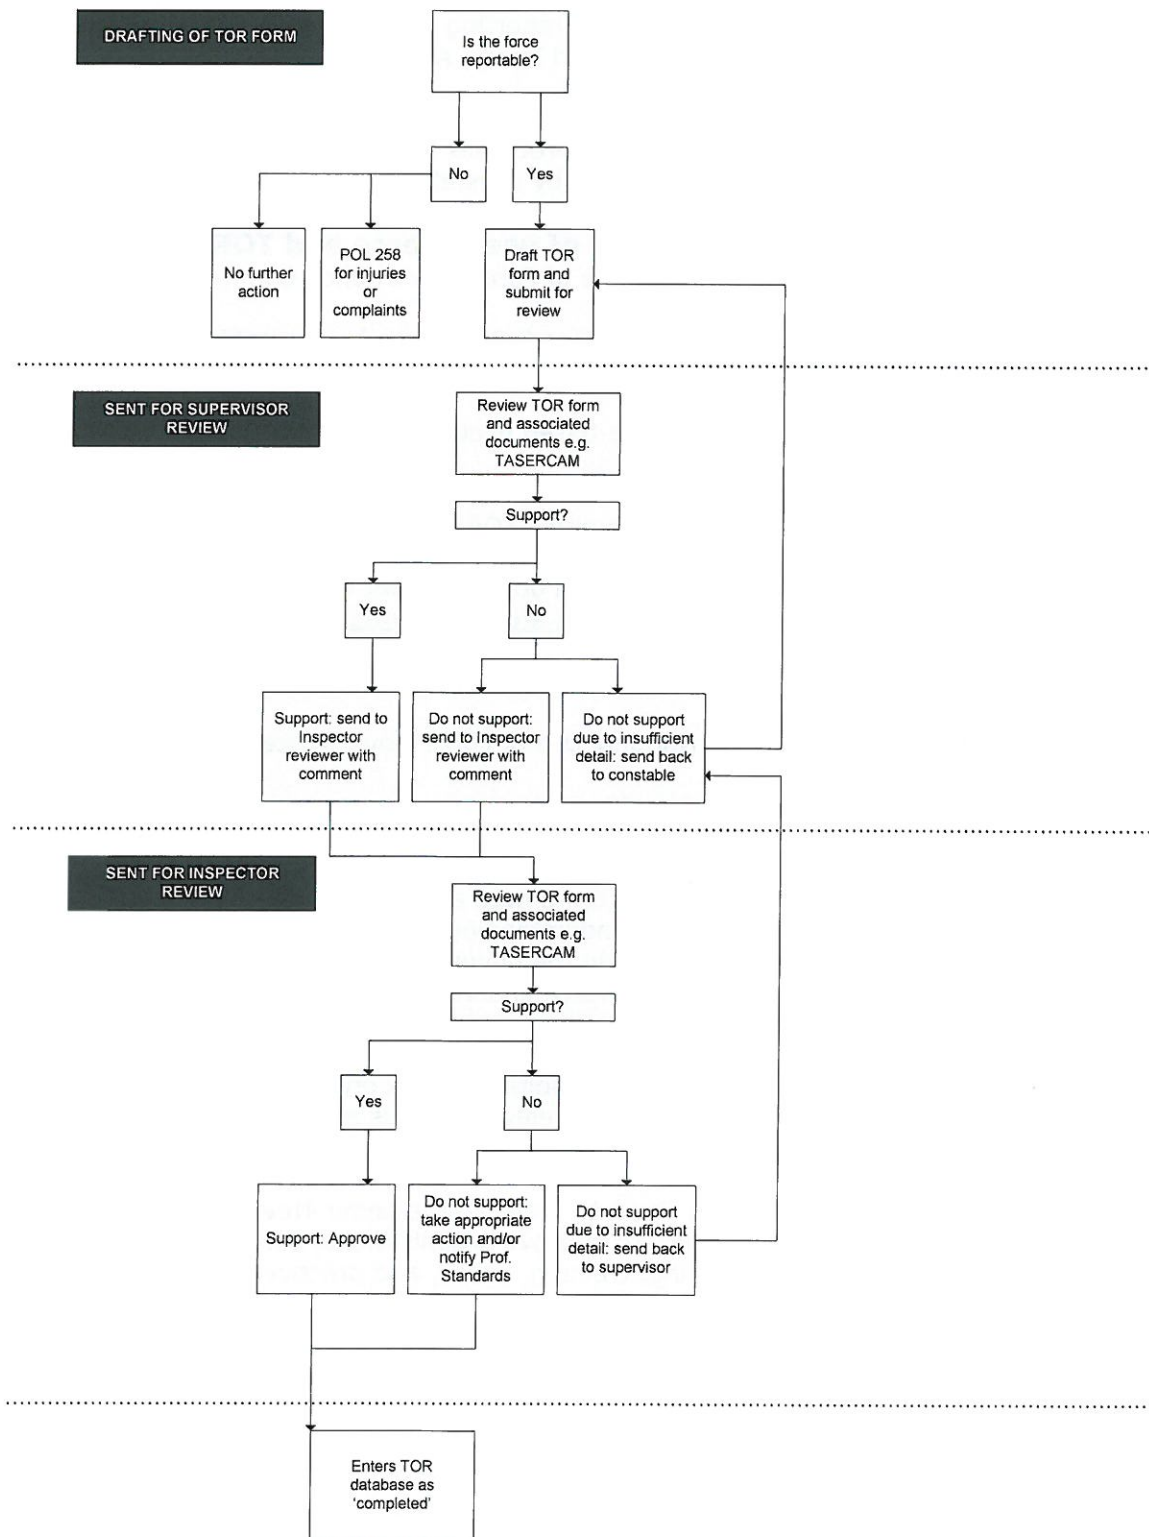 DRAFTING OF TOR FORM
Is the force
reportable?
No
Yes
No further
action
POL 258
for injuries
or
complaints
Draft TOR
form and
submit for
review
SENT FOR SUPERVISOR
REVIEW
Review TOR form
and associated
documents e.g.
TASERCAM
Support?
Yes
No
Support: send to
Inspector
reviewer with
comment
Do not support:
send to Inspector
reviewer with
comment
Do not support
due to insufficient
detail: send back
to constable
SENT FOR INSPECTOR
REVIEW
Review TOR form
and associated
documents e.g.
TASERCAM
Support?
Yes
No
Support: Approve
Do not support:
take appropriate
action and/or
notify Prof.
Standards
Do not support
due to insufficient
detail: send back
to supervisor
Enters TOR
database as
'completed'